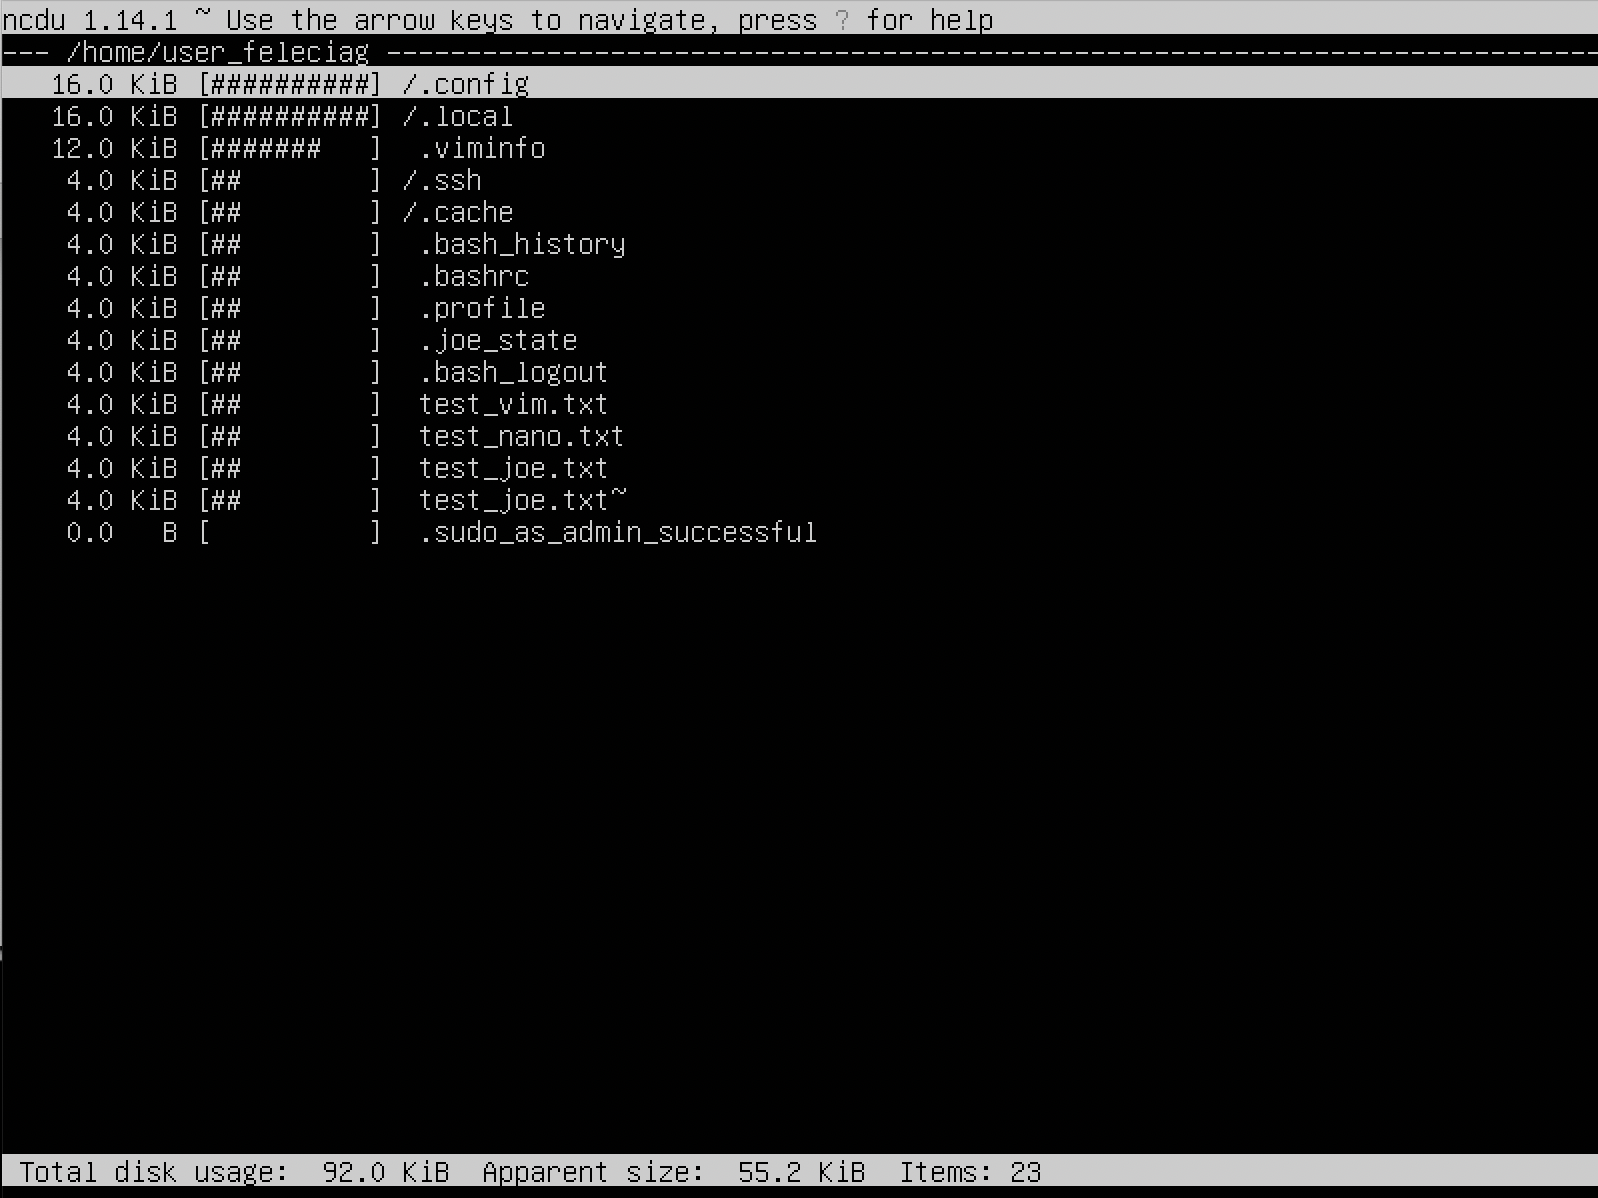 ncdu 1.14.1 ~ Use the arrow keys to navigate, press ? for help
--- /home/user_feleciag ----------------------------------------------------------------------------
   16.0 KiB [##########] /.config
   16.0 KiB [##########] /.local
   12.0 KiB [#######   ]  .viminfo
    4.0 KiB [##        ] /.ssh
    4.0 KiB [##        ] /.cache
    4.0 KiB [##        ]  .bash_history
    4.0 KiB [##        ]  .bashrc
    4.0 KiB [##        ]  .profile
    4.0 KiB [##        ]  .joe_state
    4.0 KiB [##        ]  .bash_logout
    4.0 KiB [##        ]  test_vim.txt
    4.0 KiB [##        ]  test_nano.txt
    4.0 KiB [##        ]  test_joe.txt
    4.0 KiB [##        ]  test_joe.txt~
    0.0   B [          ]  .sudo_as_admin_successful
 Total disk usage:  92.0 KiB  Apparent size:  55.2 KiB  Items: 23